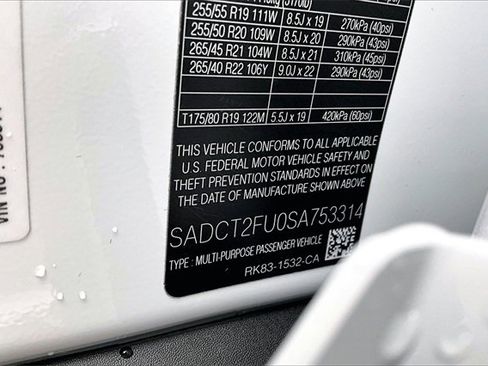 255/55 R19 111W 8.5J x 19 270kPa (40psi)
255/50 R20 109W 8.5J x 20 290kPa (43psi)
265/45 R21 104W 8.5J x 21 310kPa (45psi)
265/40 R22 106Y 9.0J x 22 290kPa (43psi)
T175/80 R19 122M 5.5J x 19 420kPa (60psi)
THIS VEHICLE CONFORMS TO ALL APPLICABLE
U.S. FEDERAL MOTOR VEHICLE SAFETY AND
THEFT PREVENTION STANDARDS IN EFFECT ON
THE DATE OF MANUFACTURE SHOWN ABOVE.
SADCT2FU0SA753314
TYPE : MULTI-PURPOSE PASSENGER VEHICLE
RK83-1532-CA
VIN NO :